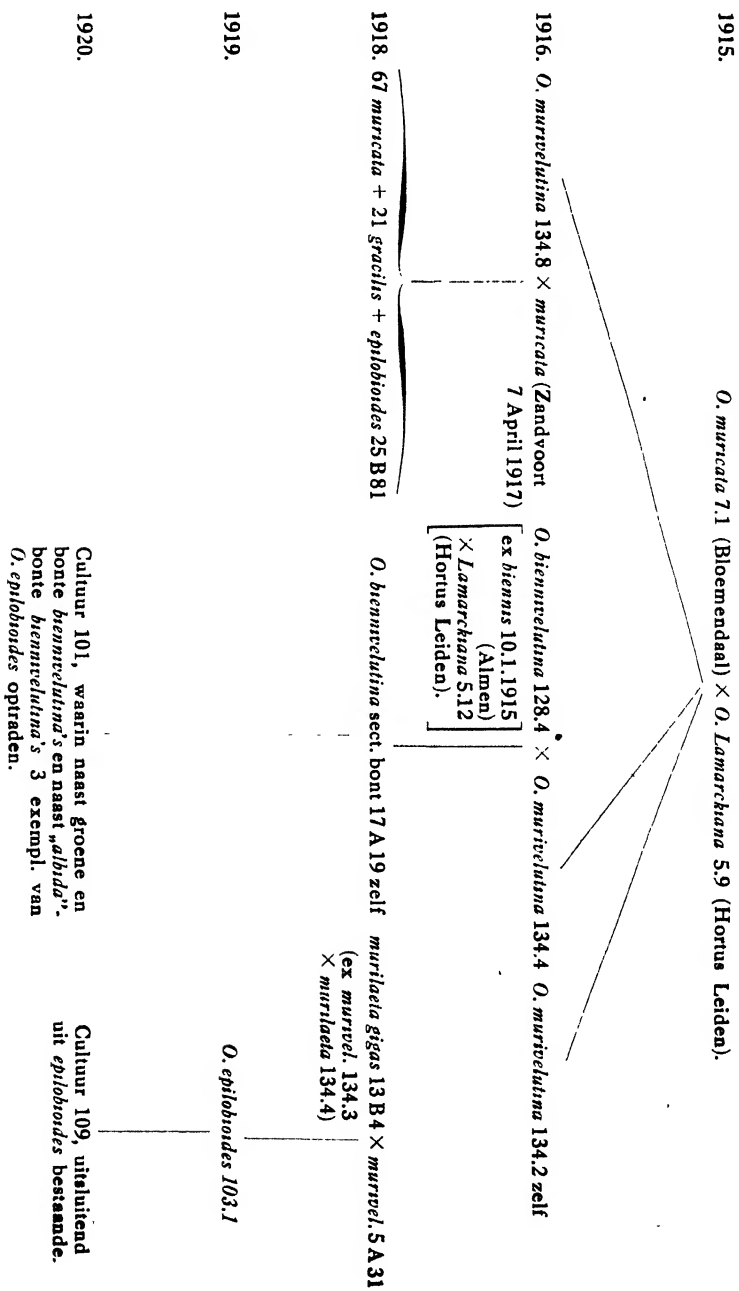 1915.
O. muricata 7.1 (Bloemendaal) × O. Lamarckiana 5.9 (Hortus Leiden).
1916. O. murivelutina 134.8 × muricata (Zandvoort
7 April 1917)
O. biennivelutina 128.4 × O. murivelutina 134.4 O. murivelutina 134.2 zelf
ex biennis 10.1.1915
(Almen)
× Lamarckiana 5.12
(Hortus Leiden).
1918. 67 muricata + 21 gracilis + epilobioides 25 B 81
O. biennivelutina sect. bont 17 A 19 zelf
murilaeta gigas 13 B 4 × murivel. 5 A 31
(ex murivel. 134.3
× murilaeta 134.4)
1919.
O. epilobioides 103.1
1920.
Cultuur 101, waarin naast groene en
bonte biennivelutina's en naast „albida"-
bonte biennivelutina's 3 exempl. van
O. epilobioides optraden.
Cultuur 109, uitsluitend
uit epilobioides bestaande.